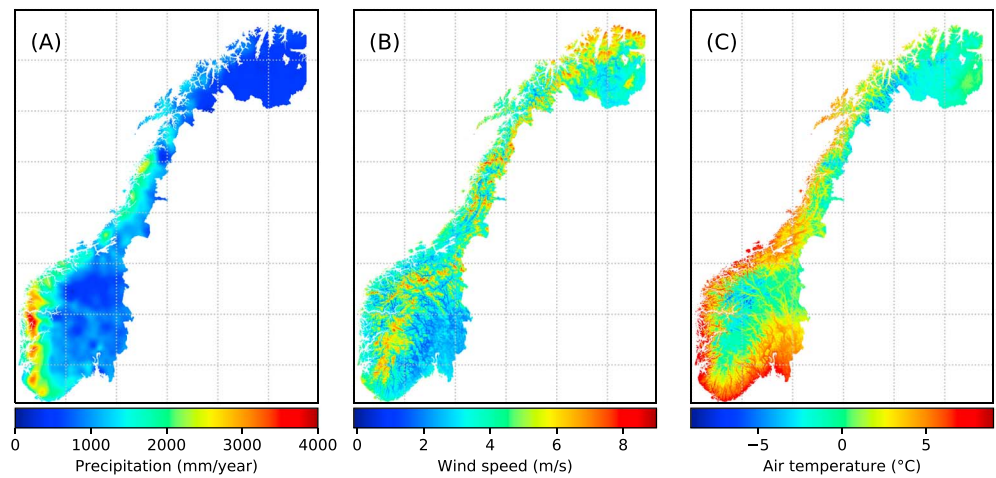 (A)
(B)
(C)
0 1000 2000 3000 4000
Precipitation (mm/year)
0 2 4 6 8
Wind speed (m/s)
−5 0 5
Air temperature (°C)